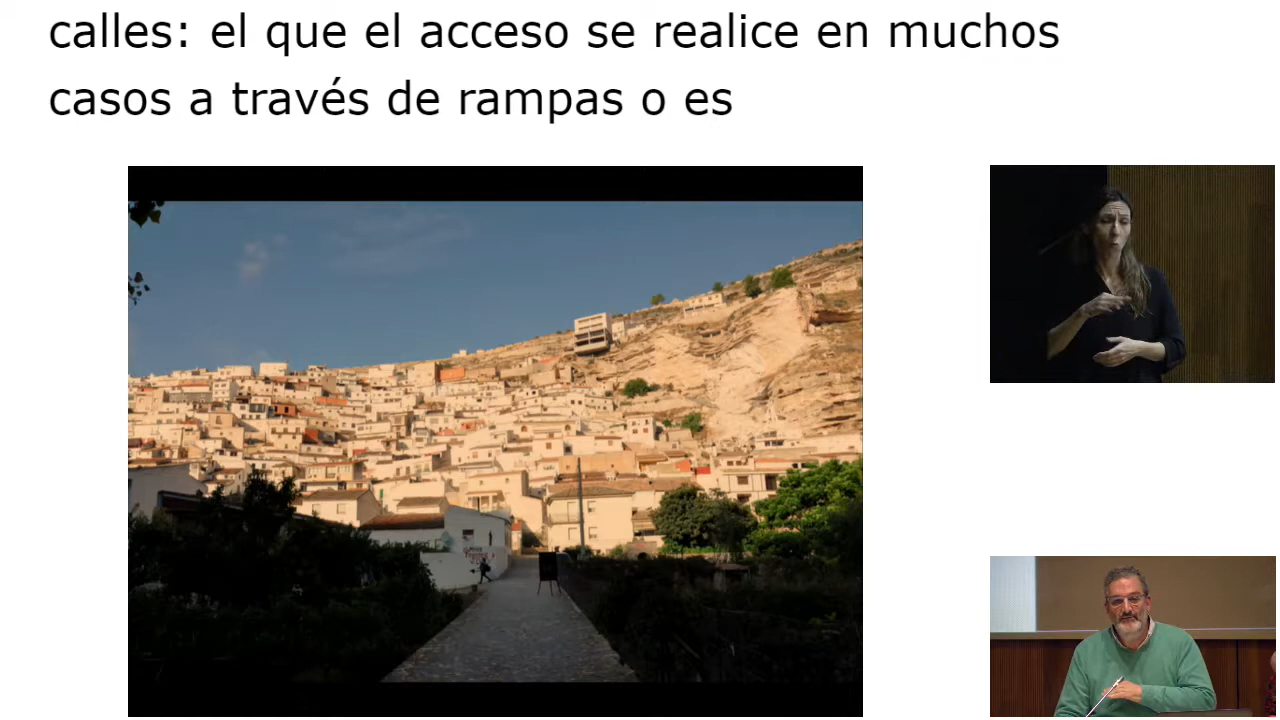 calles: el que el acceso se realice en muchos
casos a través de rampas o es